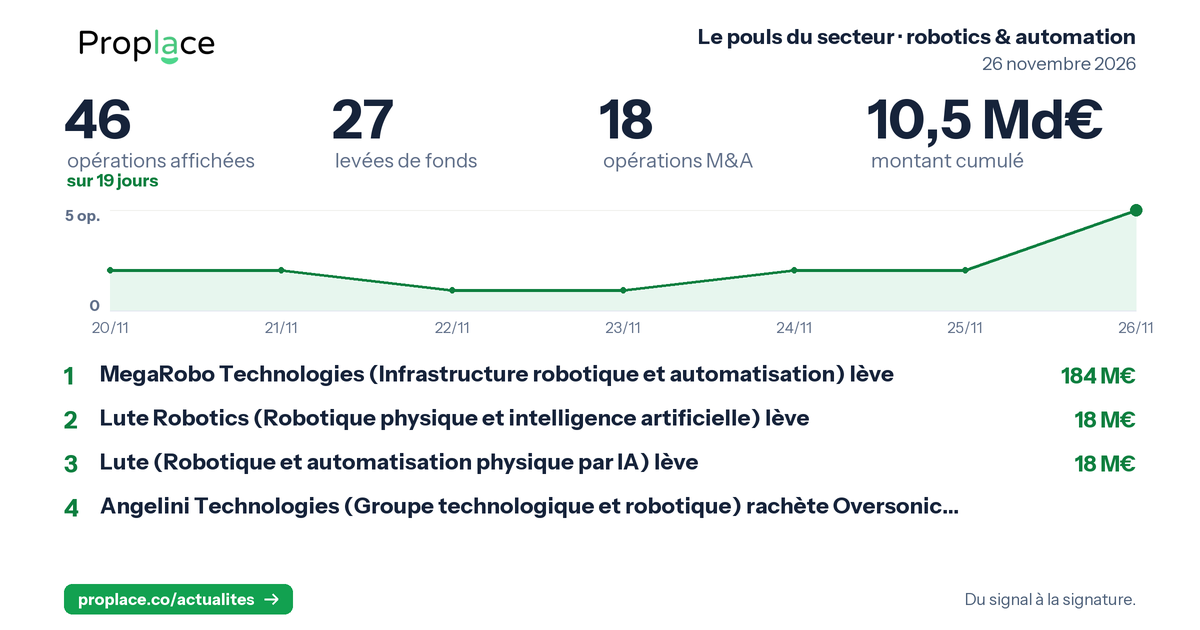 Proplace
Le pouls du secteur · robotics & automation
26 novembre 2026
46
opérations affichées
sur 19 jours
27
levées de fonds
18
opérations M&A
10,5 Md€
montant cumulé
5 op.
0
20/11
21/11
22/11
23/11
24/11
25/11
26/11
1 MegaRobo Technologies (Infrastructure robotique et automatisation) lève 184 M€
2 Lute Robotics (Robotique physique et intelligence artificielle) lève 18 M€
3 Lute (Robotique et automatisation physique par IA) lève 18 M€
4 Angelini Technologies (Groupe technologique et robotique) rachète Oversonic...
proplace.co/actualites →
Du signal à la signature.